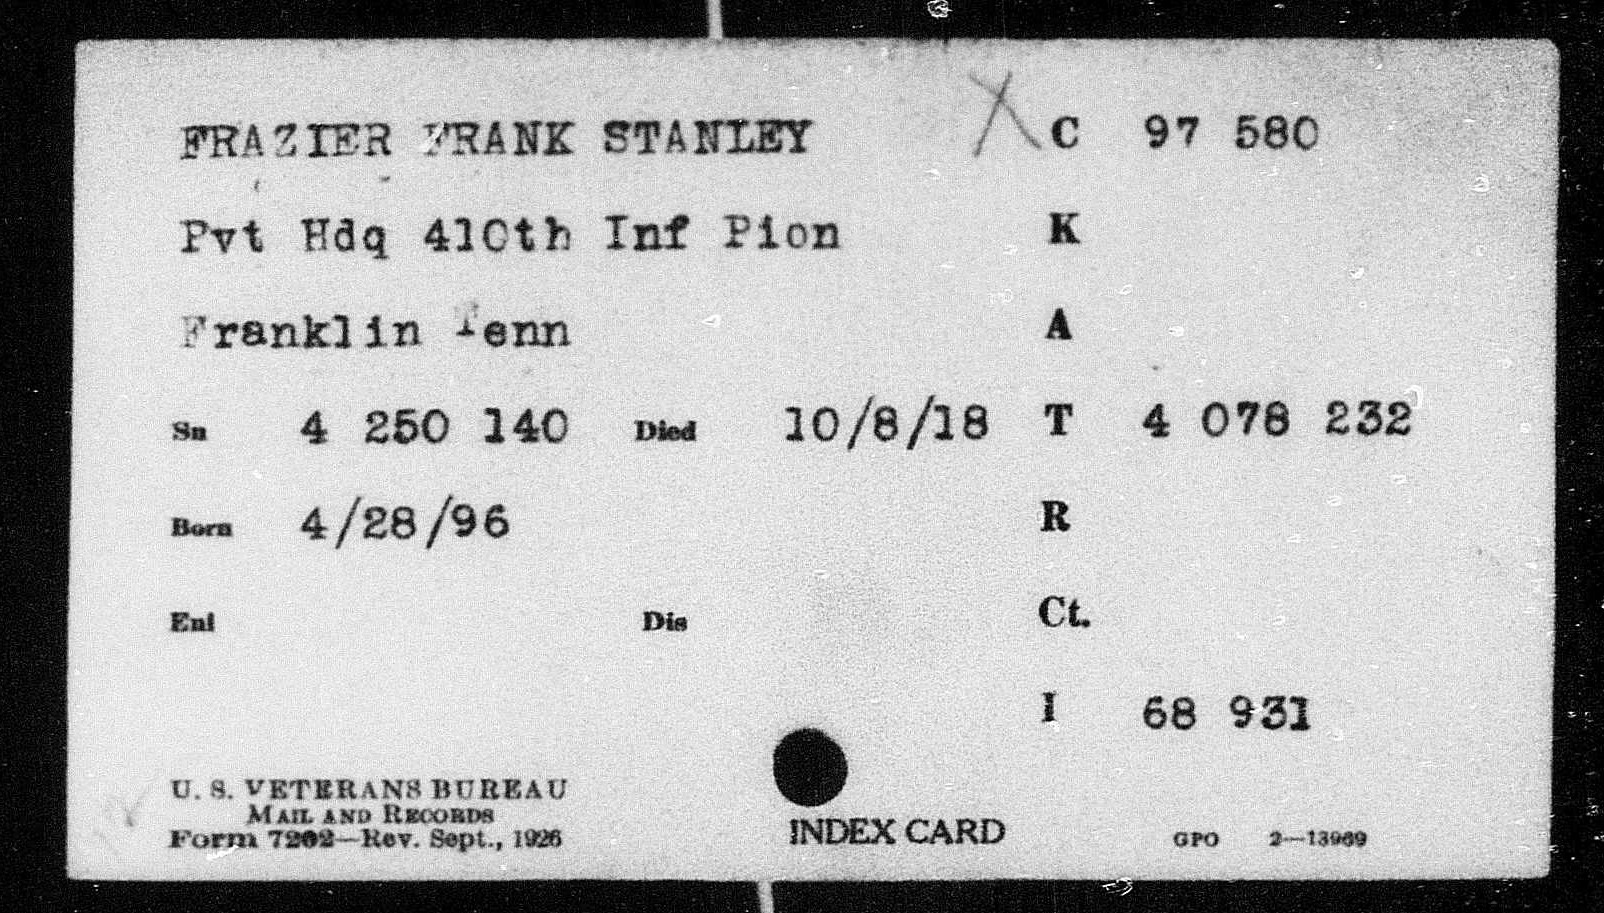 FRAZIER FRANK STANLEY X C 97 580
Pvt Hdq 410th Inf Pion K
Franklin Tenn A
Sn 4 250 140 Died 10/8/18 T 4 078 232
Born 4/28/96 R
Enl Dis Ct.
I 68 931
U. S. VETERANS BUREAU
MAIL AND RECORDS
Form 7202—Rev. Sept., 1926 INDEX CARD GPO 2—13969